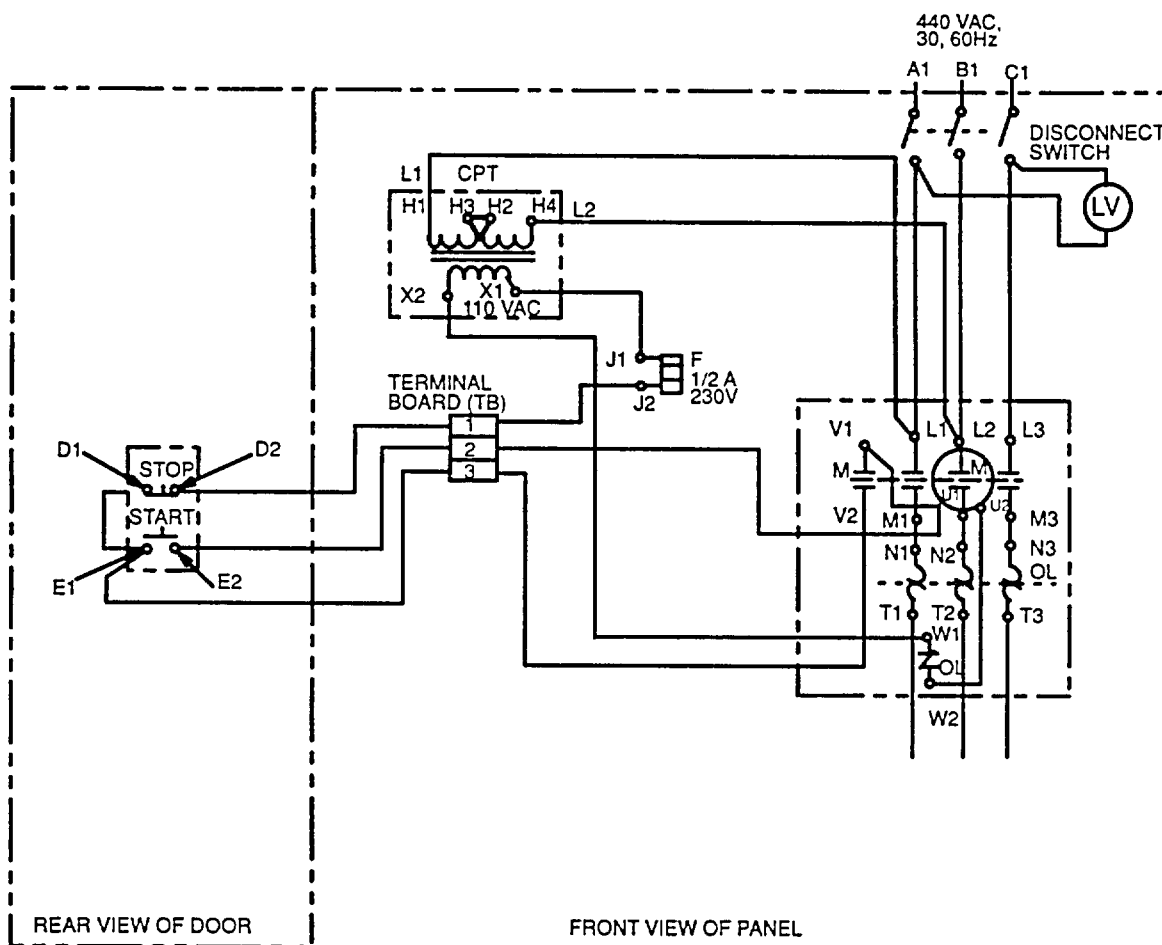 440 VAC,
30, 60Hz
A1 B1 C1
DISCONNECT
SWITCH
LV
L1 CPT
H1 H3 H2 H4 L2
X2 X1
110 VAC
J1 F
1/2 A
230V
J2
TERMINAL
BOARD (TB)
1
2
3
D1 STOP D2
START
E1 E2
V1 L1 L2 L3
M M
U1 U2
V2 M1 M3
N1 N2 N3
OL
T1 T2 T3
W1
OL
W2
REAR VIEW OF DOOR
FRONT VIEW OF PANEL